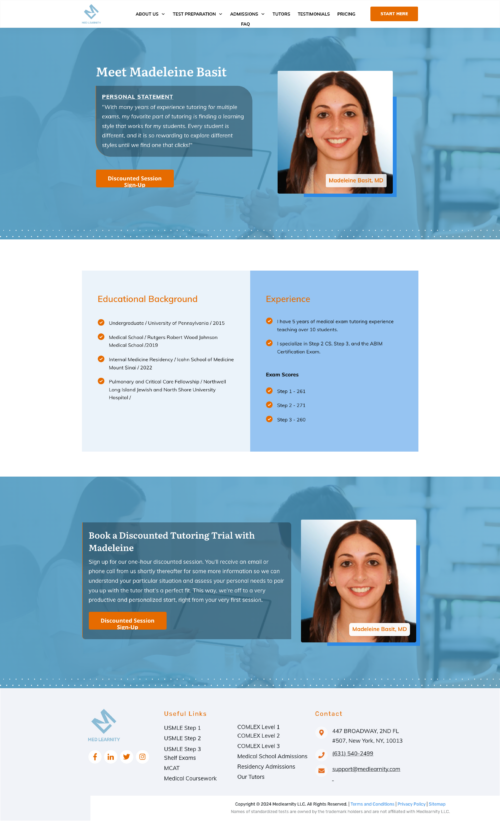 ABOUT US TEST PREPARATION ADMISSIONS TUTORS TESTIMONIALS PRICING
FAQ
START HERE
MED LEARNITY
Meet Madeleine Basit
PERSONAL STATEMENT
"With many years of experience tutoring for multiple
exams, my favorite part of tutoring is finding a learning
style that works for my students. Every student is
different, and it is so rewarding to explore different
styles until we find one that clicks!"
Discounted Session
Sign-Up
Madeleine Basit, MD
Educational Background
Undergraduate / University of Pennsylvania / 2015
Medical School / Rutgers Robert Wood Johnson
Medical School /2019
Internal Medicine Residency / Icahn School of Medicine
Mount Sinai / 2022
Pulmonary and Critical Care Fellowship / Northwell
Long Island Jewish and North Shore University
Hospital /
Experience
I have 5 years of medical exam tutoring experience
teaching over 10 students.
I specialize in Step 2 CS, Step 3, and the ABIM
Certification Exam.
Exam Scores
Step 1 - 261
Step 2 - 271
Step 3 - 260
Book a Discounted Tutoring Trial with
Madeleine
Sign up for our one-hour discounted session. You'll receive an email or
phone call from us shortly thereafter for some more information so we can
understand your particular situation and assess your personal needs to pair
you up with the tutor that's a perfect fit. This way, we're off to a very
productive and personalized start, right from your very first session.
Discounted Session
Sign-Up
Madeleine Basit, MD
MED LEARNITY
Useful Links
USMLE Step 1
USMLE Step 2
USMLE Step 3
Shelf Exams
MCAT
Medical Coursework
COMLEX Level 1
COMLEX Level 2
COMLEX Level 3
Medical School Admissions
Residency Admissions
Our Tutors
Contact
447 BROADWAY, 2ND FL
#507, New York, NY, 10013
(631) 540-2499
support@medlearnity.com
Copyright © 2024 Medlearnity LLC. All Rights Reserved. | Terms and Conditions | Privacy Policy | Sitemap
Names of standardized tests are owned by the trademark holders and are not affiliated with Medlearnity LLC.